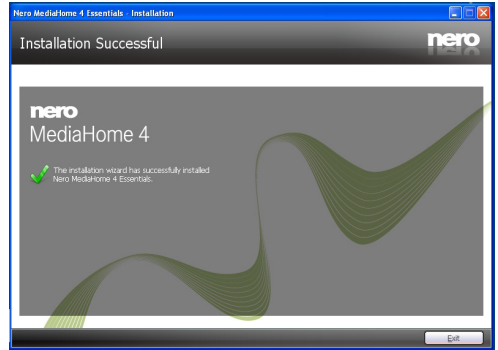 Nero MediaHome 4 Essentials - Installation
Installation Successful
nero
nero
MediaHome 4
The installation wizard has successfully installed
Nero MediaHome 4 Essentials.
Exit